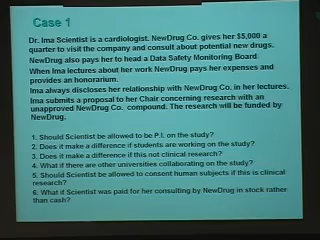 Case 1
Dr. Ima Scientist is a cardiologist. NewDrug Co. gives her $5,000 a
quarter to visit the company and consult about potential new drugs.
NewDrug also pays her to head a Data Safety Monitoring Board
When Ima lectures about her work NewDrug pays her expenses and
provides an honorarium.
Ima always discloses her relationship with NewDrug Co. in her lectures.
Ima submits a proposal to her Chair concerning research with an
unapproved NewDrug Co. compound. The research will be funded by
NewDrug.
1. Should Scientist be allowed to be P.I. on the study?
2. Does it make a difference if students are working on the study?
3. Does it make a difference if this not clinical research?
4. What if there are other universities collaborating on the study?
5. Should Scientist be allowed to consent human subjects if this is clinical
research?
6. What if Scientist was paid for her consulting by NewDrug in stock rather
than cash?